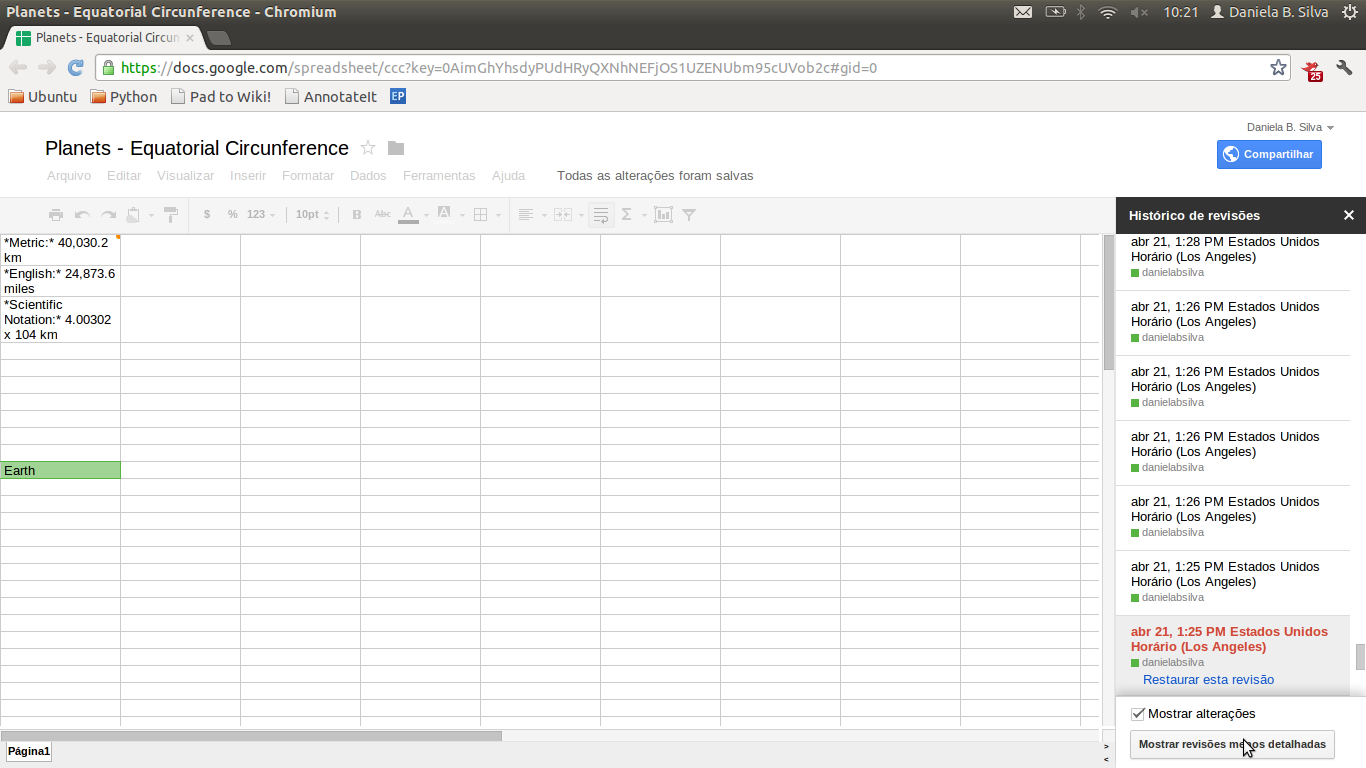 Planets - Equatorial Circunference - Chromium
10:21 Daniela B. Silva
Planets - Equatorial Circun
https://docs.google.com/spreadsheet/ccc?key=0AimGhYhsdyPUdHRyQXNhNEFjOS1UZENUbm95cUVob2c#gid=0
25
Ubuntu Python Pad to Wiki! AnnotateIt EP
Daniela B. Silva
Planets - Equatorial Circunference
Compartilhar
Arquivo Editar Visualizar Inserir Formatar Dados Ferramentas Ajuda Todas as alterações foram salvas
$ % 123 10pt B Abc A A Σ
Histórico de revisões
*Metric:* 40,030.2
km
*English:* 24,873.6
miles
*Scientific
Notation:* 4.00302
x 104 km
Earth
abr 21, 1:28 PM Estados Unidos
Horário (Los Angeles)
danielabsilva
abr 21, 1:26 PM Estados Unidos
Horário (Los Angeles)
danielabsilva
abr 21, 1:26 PM Estados Unidos
Horário (Los Angeles)
danielabsilva
abr 21, 1:26 PM Estados Unidos
Horário (Los Angeles)
danielabsilva
abr 21, 1:26 PM Estados Unidos
Horário (Los Angeles)
danielabsilva
abr 21, 1:25 PM Estados Unidos
Horário (Los Angeles)
danielabsilva
abr 21, 1:25 PM Estados Unidos
Horário (Los Angeles)
danielabsilva
Restaurar esta revisão
Mostrar alterações
Mostrar revisões menos detalhadas
Página1